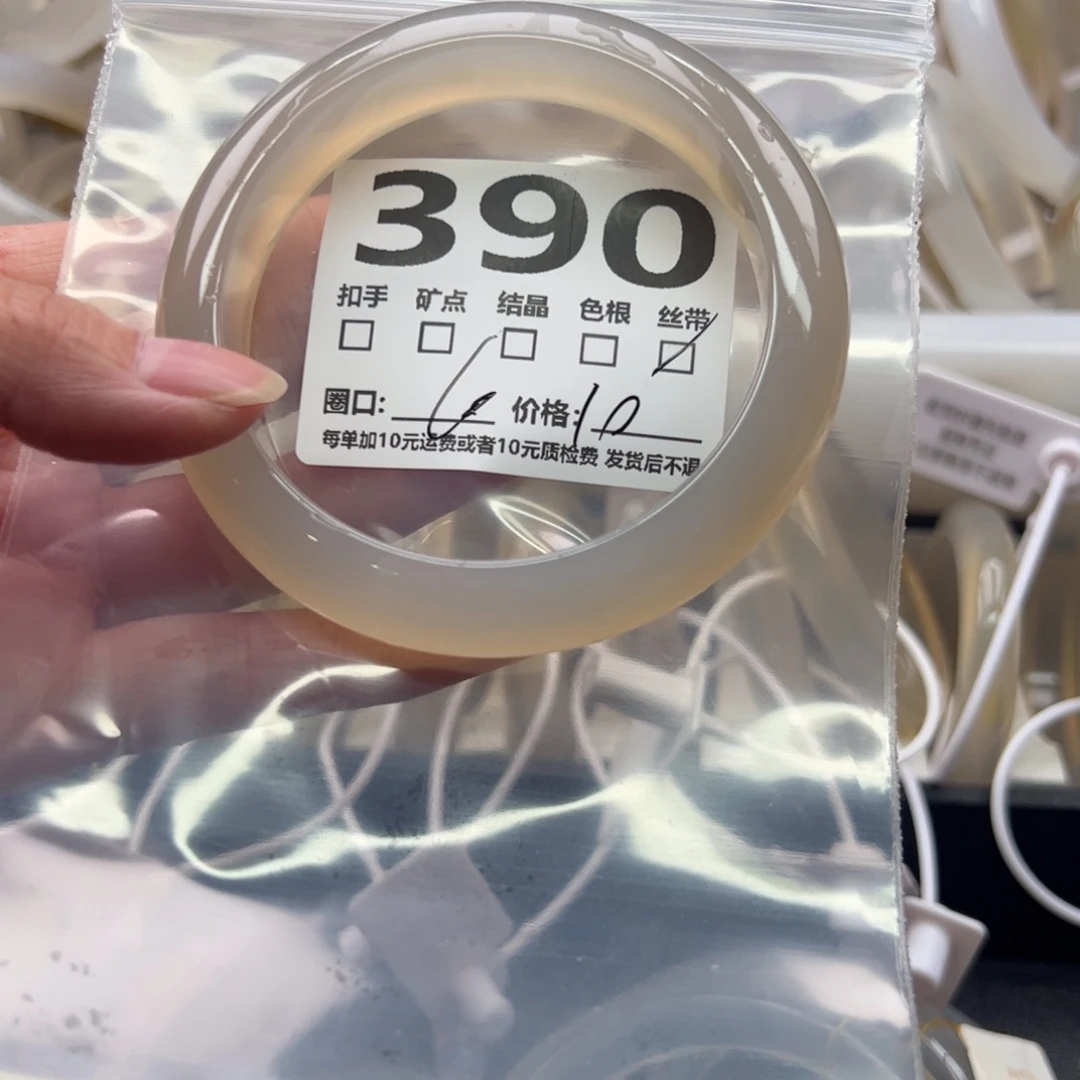 390
扣手 矿点 结晶 色根 丝带
圈口: 6 价格: 10
每单加10元运费或者10元质检费 发货后不退